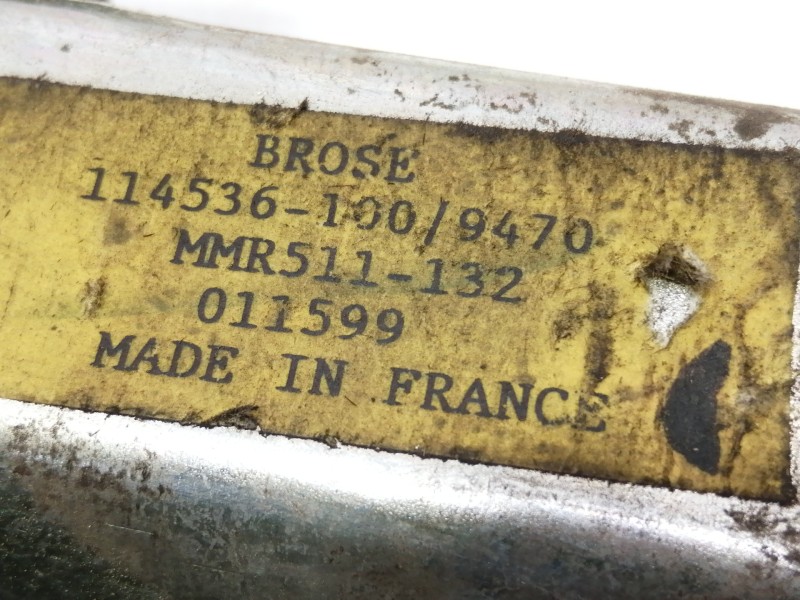 BROSE
114536-100/9470
MMR511-132
011599
MADE IN FRANCE